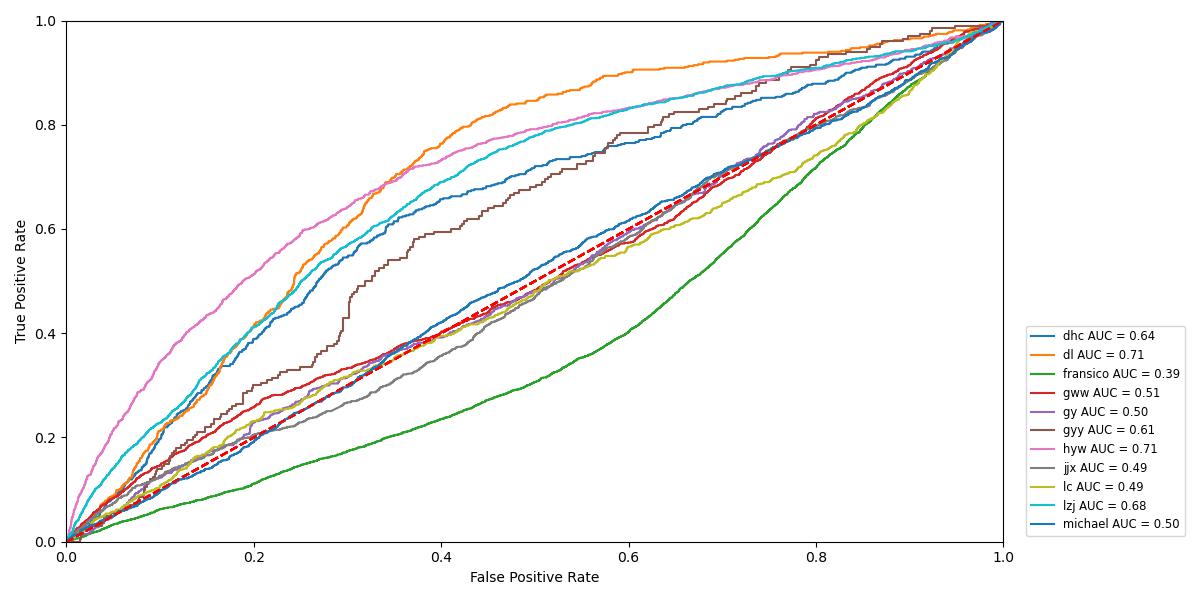 1.0
0.8
0.6
0.4
0.2
0.0
True Positive Rate
0.0 0.2 0.4 0.6 0.8 1.0
False Positive Rate
dhc AUC = 0.64
dl AUC = 0.71
fransico AUC = 0.39
gww AUC = 0.51
gy AUC = 0.50
gyy AUC = 0.61
hyw AUC = 0.71
jjx AUC = 0.49
lc AUC = 0.49
lzj AUC = 0.68
michael AUC = 0.50